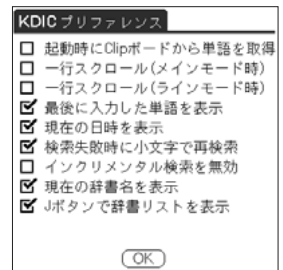 KDICプリファレンス
起動時にClipボードから単語を取得
一行スクロール(メインモード時)
一行スクロール(ラインモード時)
最後に入力した単語を表示
現在の日時を表示
検索失敗時に小文字で再検索
インクリメンタル検索を無効
現在の辞書名を表示
Jボタンで辞書リストを表示
OK